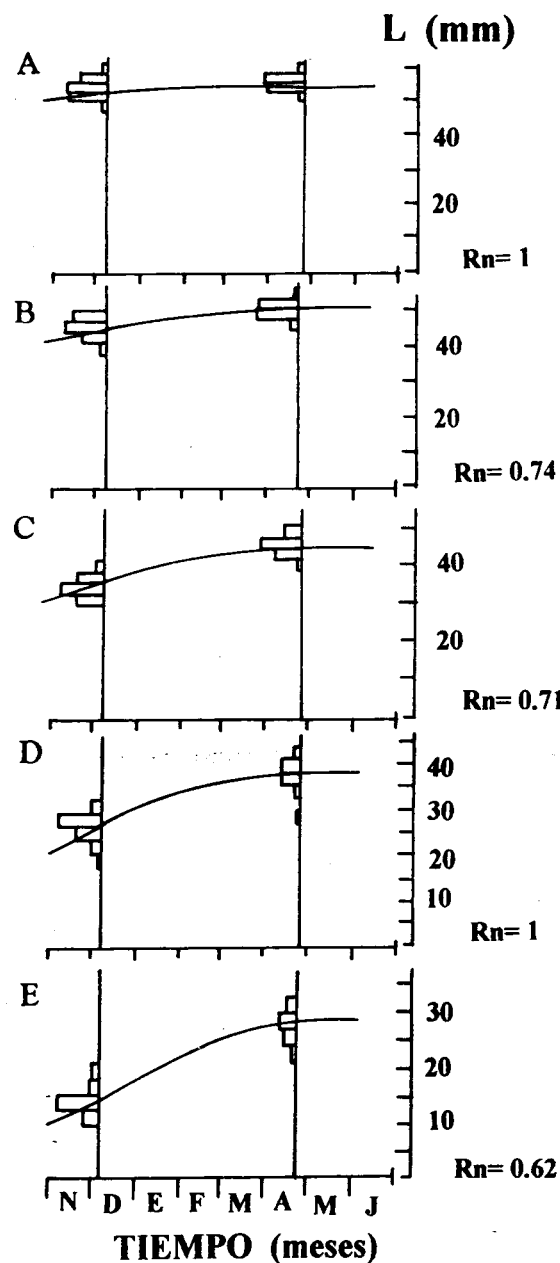 L (mm)
A
40
20
Rn= 1
B
40
20
Rn= 0.74
C
40
20
Rn= 0.71
D
40
30
20
10
Rn= 1
E
30
20
10
Rn= 0.62
N D E F M A M J
TIEMPO (meses)